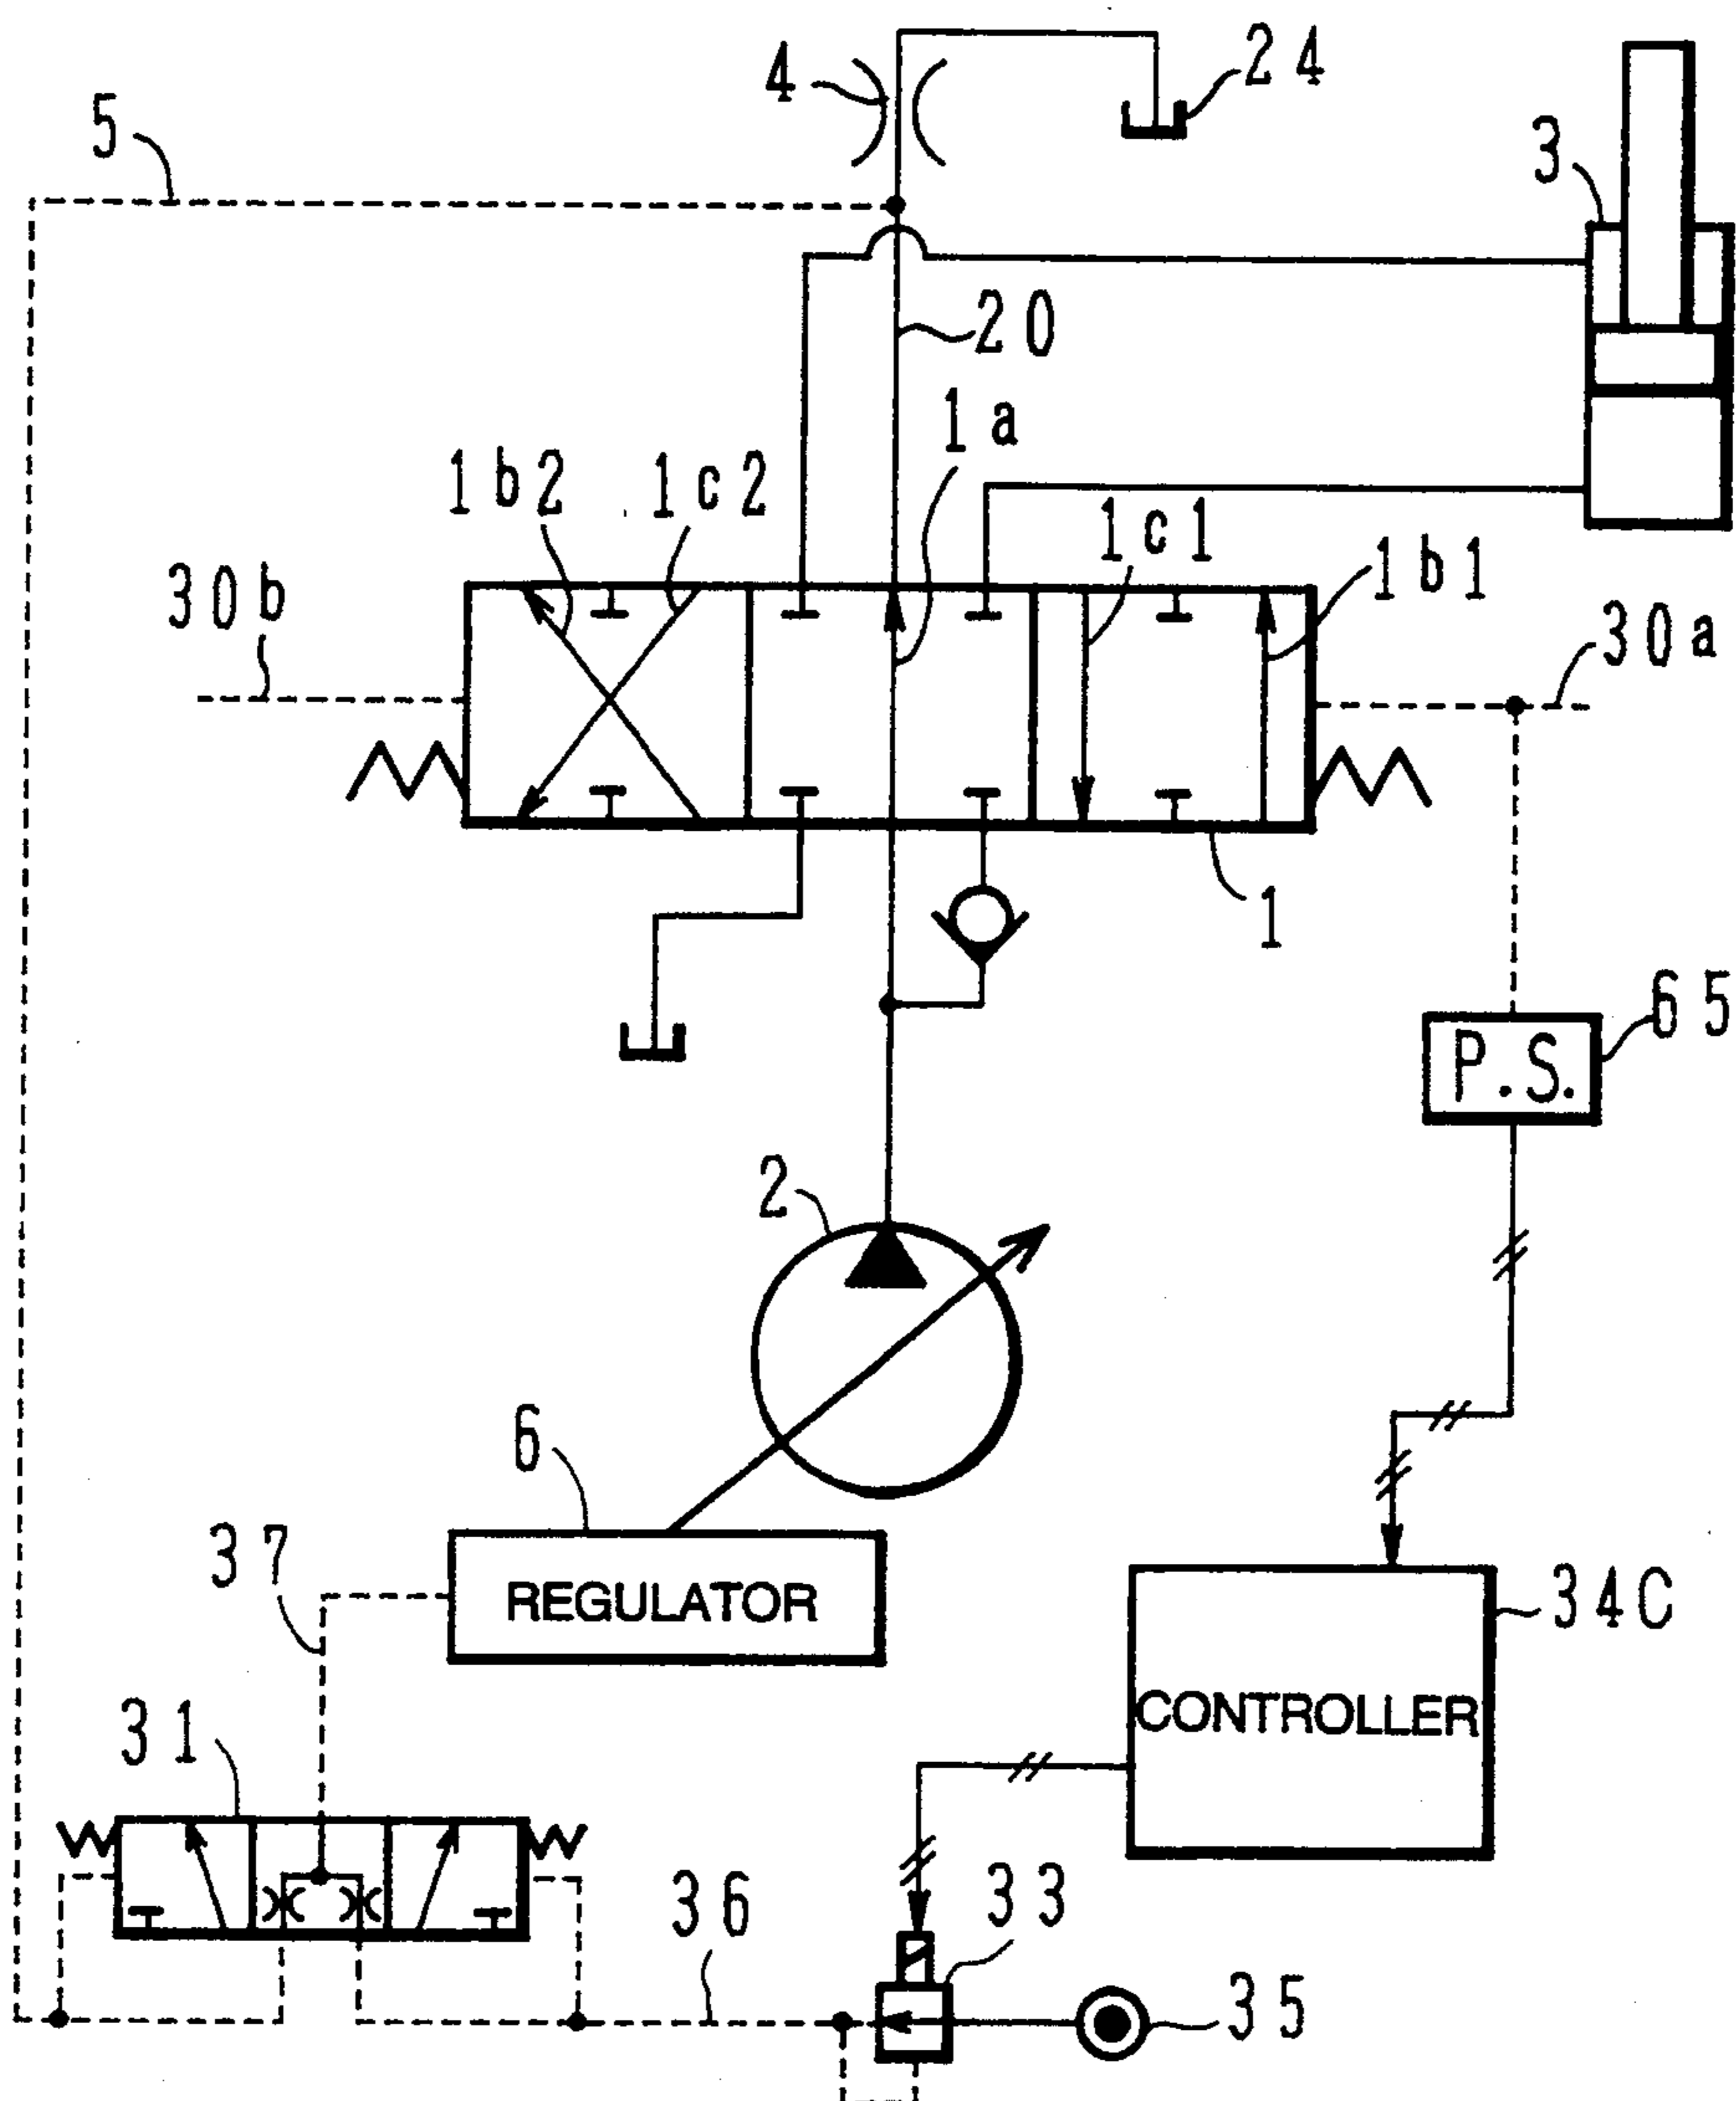 4
24
5
3
20
1a
1b2
1c2
1c1
1b1
30b
30a
1
65
P.S.
2
6
37
REGULATOR
34C
CONTROLLER
31
36
33
35